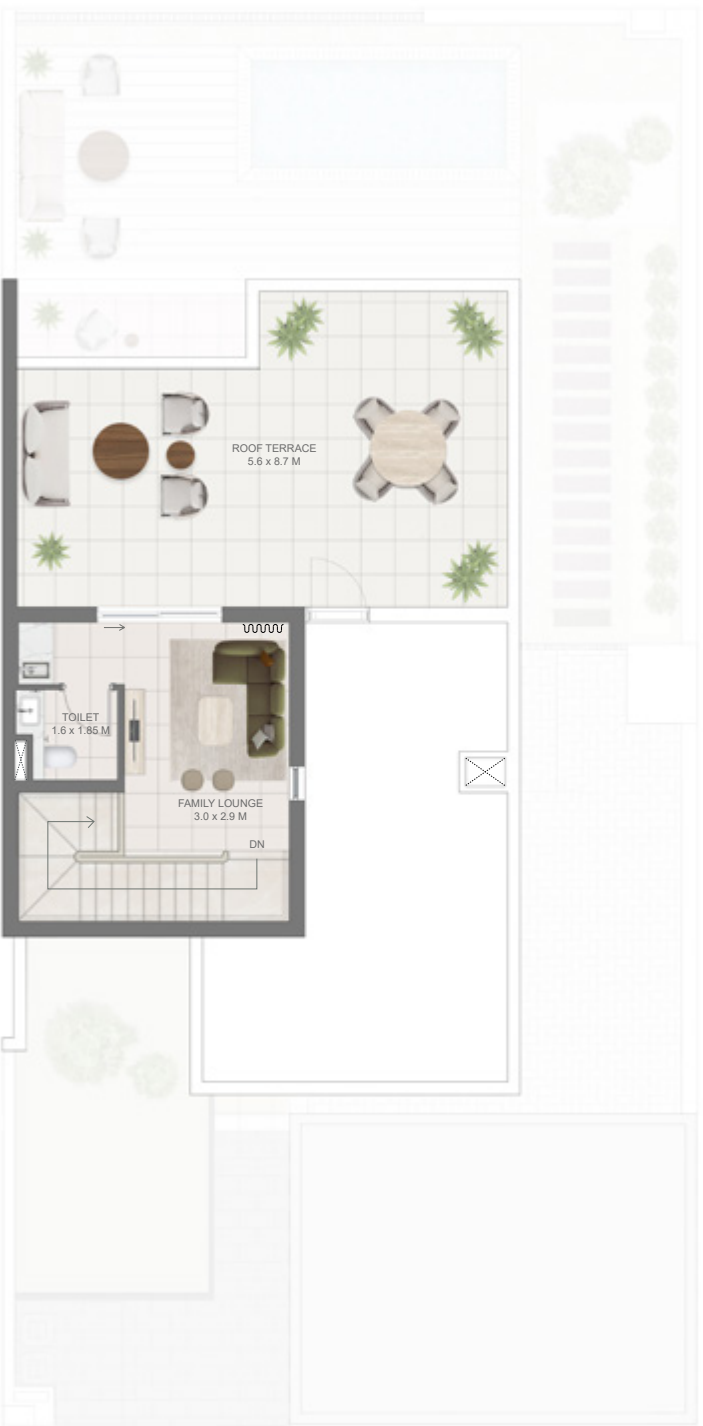 ROOF TERRACE
5.6 x 8.7 M
TOILET
1.6 x 1.85 M
FAMILY LOUNGE
3.0 x 2.9 M
DN